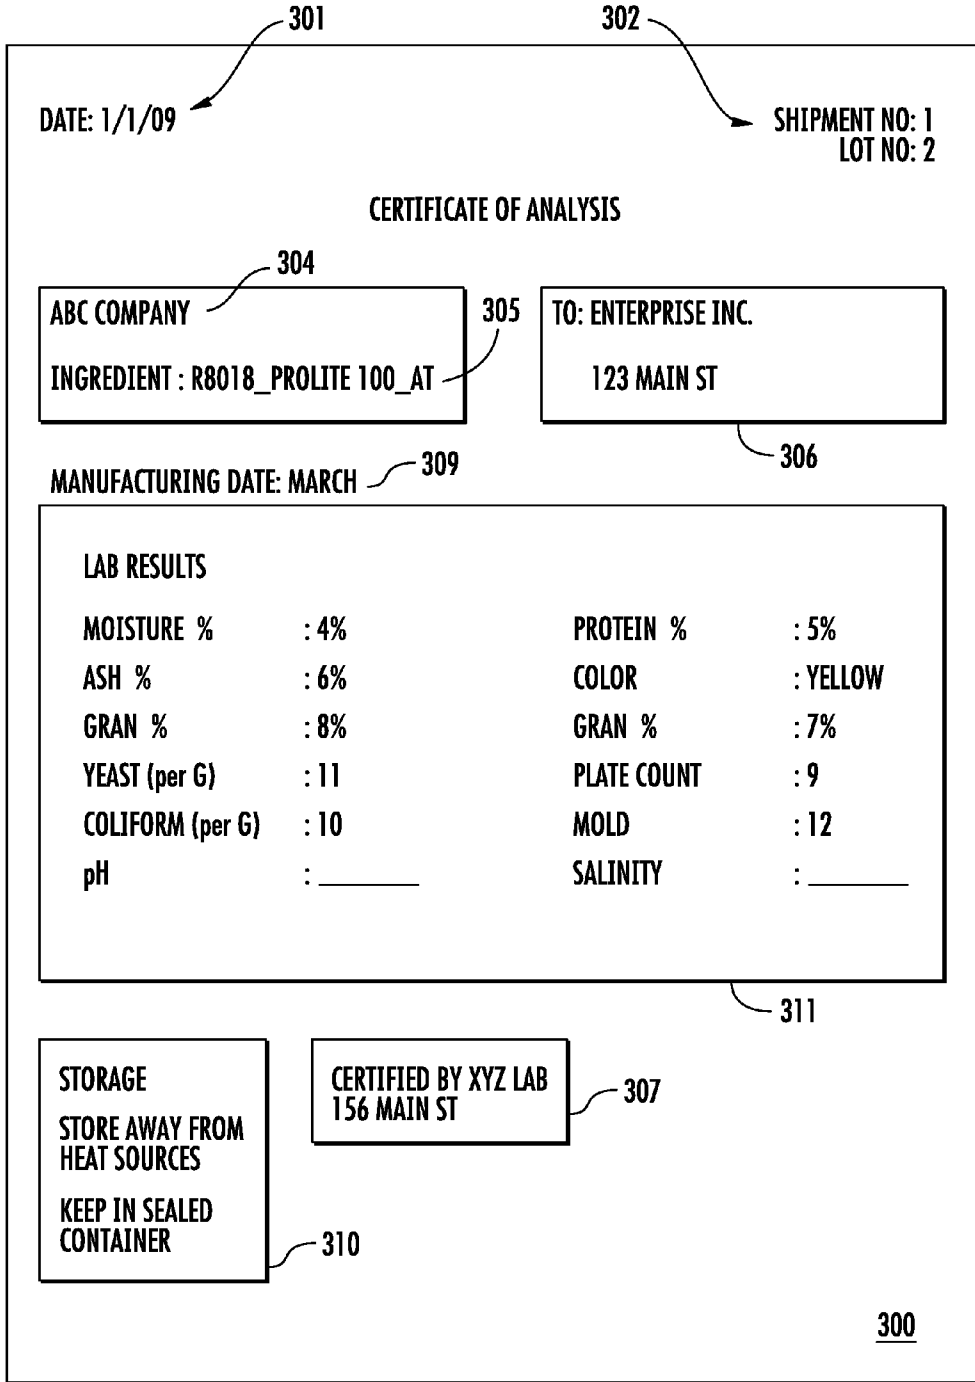 301
302
DATE: 1/1/09
SHIPMENT NO: 1
LOT NO: 2
CERTIFICATE OF ANALYSIS
304
ABC COMPANY
305
INGREDIENT : R8018_PROLITE 100_AT
TO: ENTERPRISE INC.
123 MAIN ST
306
309
MANUFACTURING DATE: MARCH
LAB RESULTS
MOISTURE % : 4% PROTEIN % : 5%
ASH % : 6% COLOR : YELLOW
GRAN % : 8% GRAN % : 7%
YEAST (per G) : 11 PLATE COUNT : 9
COLIFORM (per G) : 10 MOLD : 12
pH : ________ SALINITY : ________
311
STORAGE
STORE AWAY FROM
HEAT SOURCES
KEEP IN SEALED
CONTAINER
310
CERTIFIED BY XYZ LAB
156 MAIN ST
307
300